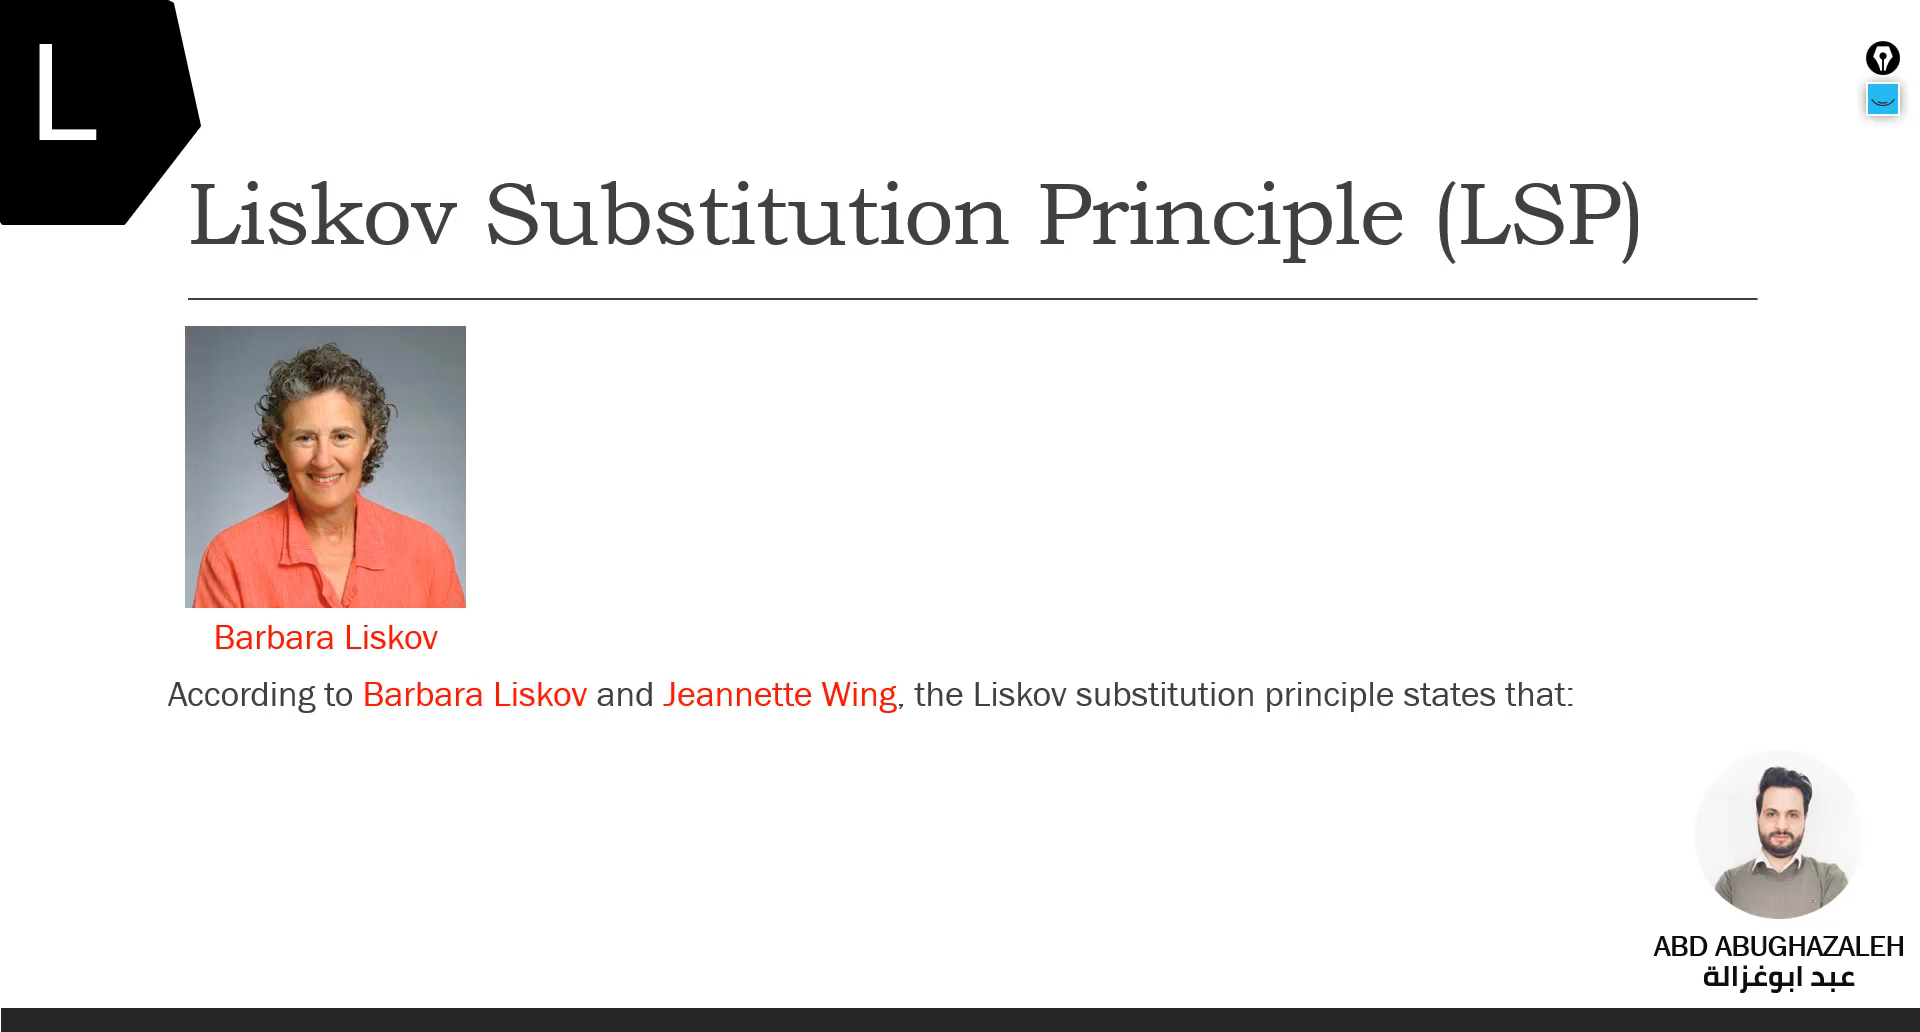 L
Liskov Substitution Principle (LSP)
Barbara Liskov
According to Barbara Liskov and Jeannette Wing, the Liskov substitution principle states that:
ABD ABUGHAZALEH
عبد ابوغزالة